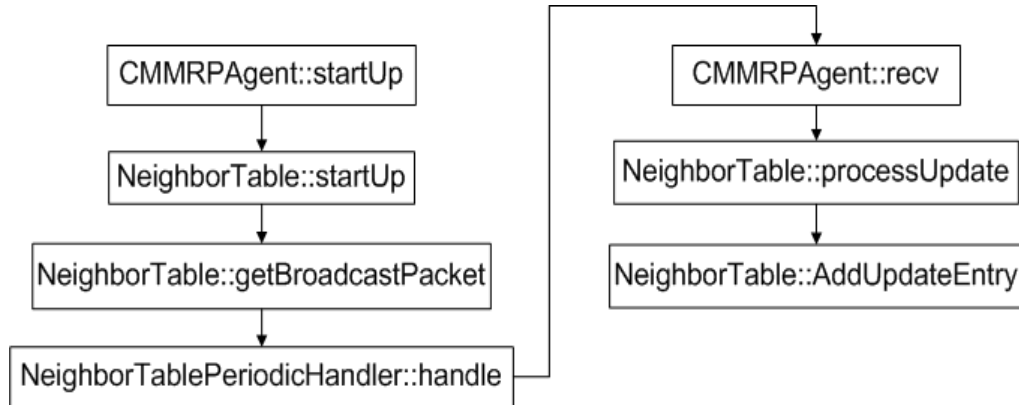 CMMRPAgent::startUp
NeighborTable::startUp
NeighborTable::getBroadcastPacket
NeighborTablePeriodicHandler::handle
CMMRPAgent::recv
NeighborTable::processUpdate
NeighborTable::AddUpdateEntry